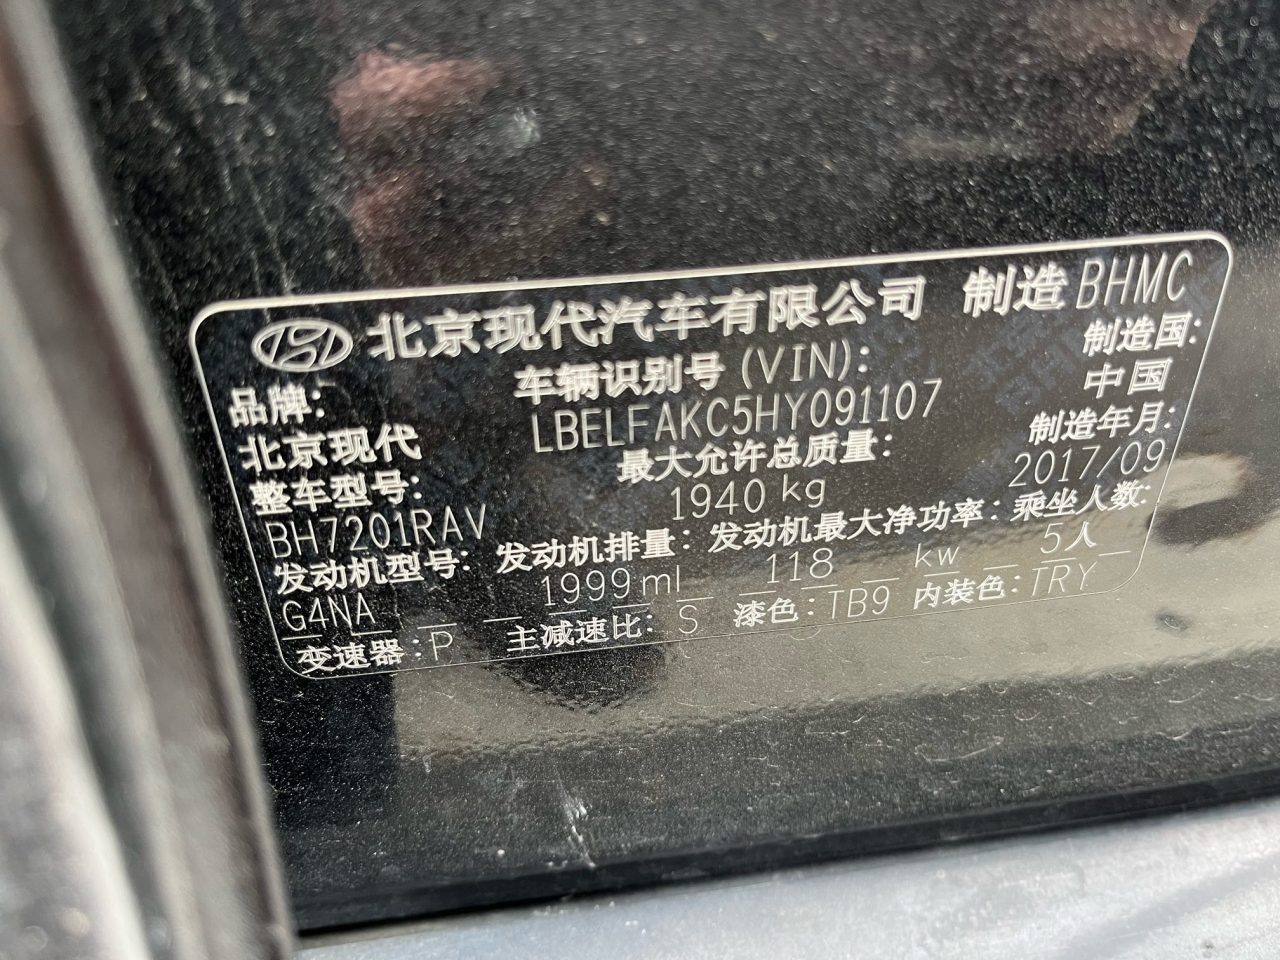 北京现代汽车有限公司 制造 BHMC
品牌: 车辆识别号 (VIN): 制造国:
北京现代 LBELFAKC5HY091107 中国
整车型号: 最大允许总质量: 制造年月:
BH7201RAV 1940 kg 2017/09
发动机型号: 发动机排量: 发动机最大净功率: 乘坐人数:
G4NA 1999 ml 118 kw 5人
变速器:P 主减速比: S 漆色:TB9 内装色:TRY